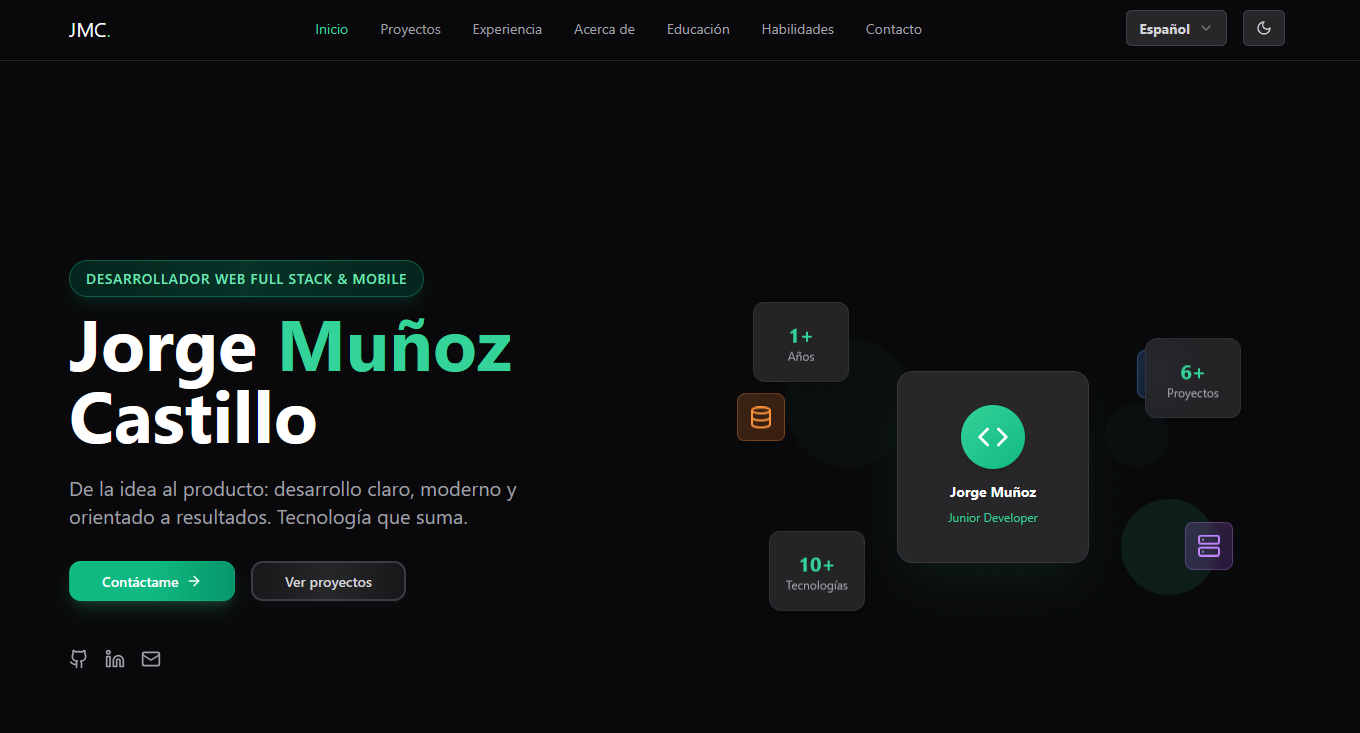 JMC.
Inicio
Proyectos
Experiencia
Acerca de
Educación
Habilidades
Contacto
Español
DESARROLLADOR WEB FULL STACK & MOBILE
Jorge Muñoz
Castillo
De la idea al producto: desarrollo claro, moderno y
orientado a resultados. Tecnología que suma.
Contáctame
Ver proyectos
1+
Años
6+
Proyectos
Jorge Muñoz
Junior Developer
10+
Tecnologías